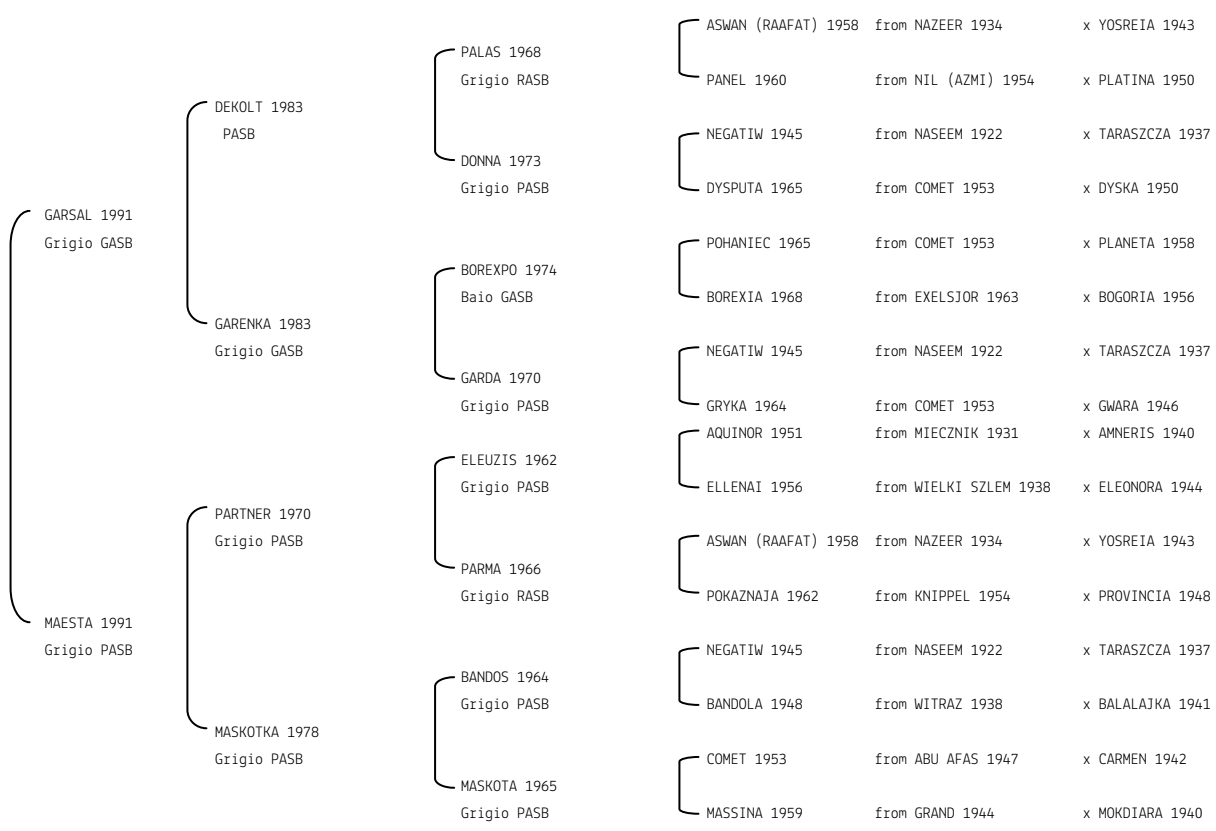 ASWAN (RAAFAT) 1958 from NAZEER 1934 x YOSREIA 1943
PALAS 1968
Grigio RASB PANEL 1960 from NIL (AZMI) 1954 x PLATINA 1950
DEKOLT 1983
PASB NEGATIW 1945 from NASEEM 1922 x TARASZCZA 1937
DONNA 1973
Grigio PASB DYSPUTA 1965 from COMET 1953 x DYSKA 1950
GARSAL 1991
Grigio GASB POHANIEC 1965 from COMET 1953 x PLANETA 1958
BOREXPO 1974
Baio GASB BOREXIA 1968 from EXELSJOR 1963 x BOGORIA 1956
GARENKA 1983
Grigio GASB NEGATIW 1945 from NASEEM 1922 x TARASZCZA 1937
GARDA 1970
Grigio PASB GRYKA 1964 from COMET 1953 x GWARA 1946
AQUINOR 1951 from MIECZNIK 1931 x AMNERIS 1940
ELEUZIS 1962
Grigio PASB ELLENAI 1956 from WIELKI SZLEM 1938 x ELEONORA 1944
PARTNER 1970
Grigio PASB ASWAN (RAAFAT) 1958 from NAZEER 1934 x YOSREIA 1943
PARMA 1966
Grigio RASB POKAZNAJA 1962 from KNIPPEL 1954 x PROVINCIA 1948
MAESTA 1991
Grigio PASB NEGATIW 1945 from NASEEM 1922 x TARASZCZA 1937
BANDOS 1964
Grigio PASB BANDOLA 1948 from WITRAZ 1938 x BALALAJKA 1941
MASKOTKA 1978
Grigio PASB COMET 1953 from ABU AFAS 1947 x CARMEN 1942
MASKOTA 1965
Grigio PASB MASSINA 1959 from GRAND 1944 x MOKDIARA 1940